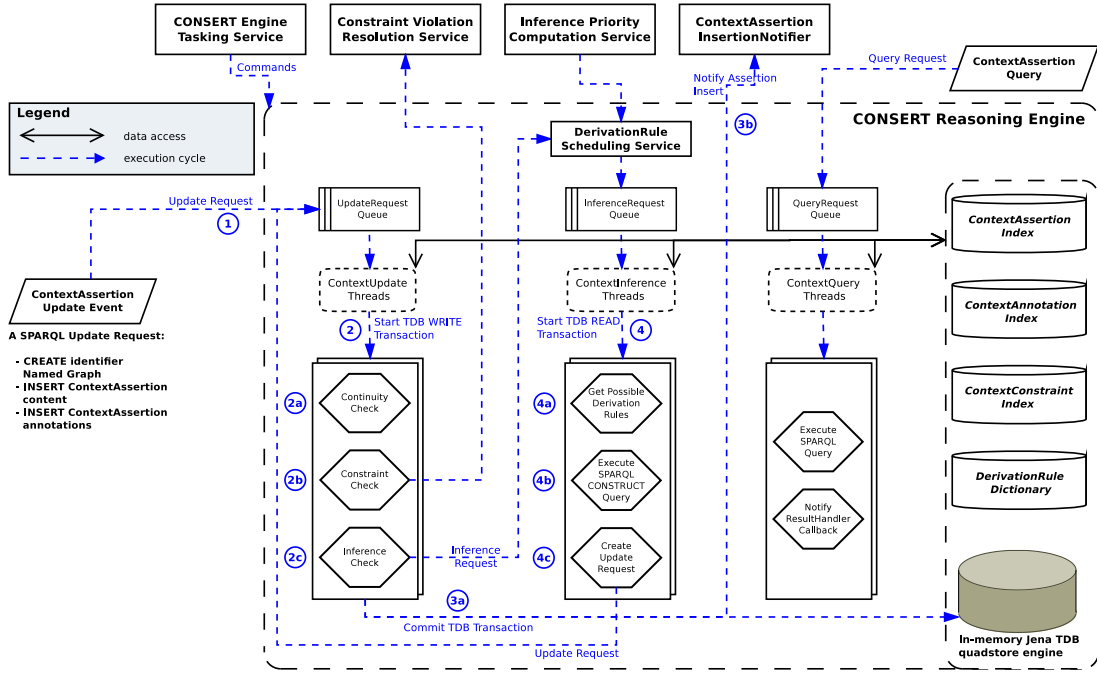 CONSERT Engine
Tasking Service
Constraint Violation
Resolution Service
Inference Priority
Computation Service
ContextAssertion
InsertionNotifier
Commands
Notify Assertion
Insert
Query Request
ContextAssertion
Query
Legend
data access
execution cycle
3b
CONSERT Reasoning Engine
DerivationRule
Scheduling Service
Update Request
1
UpdateRequest
Queue
InferenceRequest
Queue
QueryRequest
Queue
ContextAssertion
Index
ContextAssertion
Update Event
ContextUpdate
Threads
ContextInference
Threads
ContextQuery
Threads
ContextAnnotation
Index
A SPARQL Update Request:
- CREATE identifier
Named Graph
- INSERT ContextAssertion
content
- INSERT ContextAssertion
annotations
2
Start TDB WRITE
Transaction
Start TDB READ
Transaction
4
2a
Continuity
Check
4a
Get Possible
Derivation
Rules
ContextConstraint
Index
Execute
SPARQL
Query
2b
Constraint
Check
4b
Execute
SPARQL
CONSTRUCT
Query
DerivationRule
Dictionary
Notify
ResultHandler
Callback
2c
Inference
Check
Inference
Request
4c
Create
Update
Request
3a
Commit TDB Transaction
Update Request
In-memory Jena TDB
quadstore engine